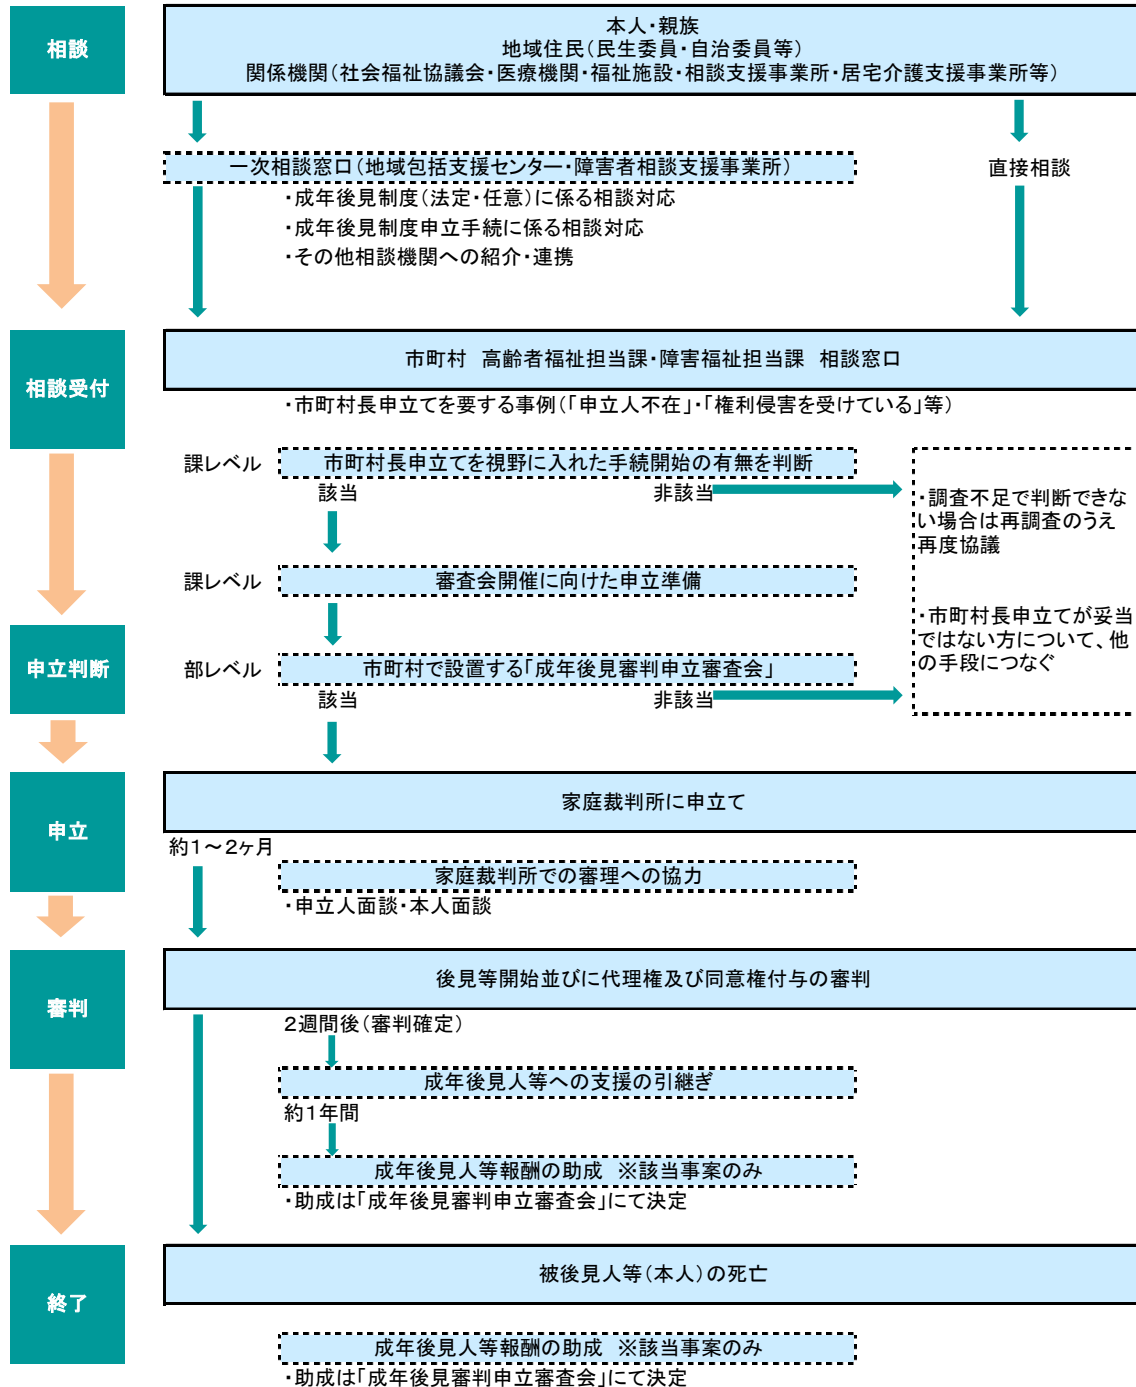 相談
本人・親族
地域住民（民生委員・自治委員等）
関係機関（社会福祉協議会・医療機関・福祉施設・相談支援事業所・居宅介護支援事業所等）
一次相談窓口（地域包括支援センター・障害者相談支援事業所）
直接相談
・成年後見制度（法定・任意）に係る相談対応
・成年後見制度申立手続に係る相談対応
・その他相談機関への紹介・連携
相談受付
市町村　高齢者福祉担当課・障害福祉担当課　相談窓口
・市町村長申立てを要する事例（「申立人不在」・「権利侵害を受けている」等）
課レベル
市町村長申立てを視野に入れた手続開始の有無を判断
該当
非該当
・調査不足で判断できな
い場合は再調査のうえ
再度協議
課レベル
審査会開催に向けた申立準備
・市町村長申立てが妥当
ではない方について、他
の手段につなぐ
申立判断
部レベル
市町村で設置する「成年後見審判申立審査会」
該当
非該当
申立
家庭裁判所に申立て
約１～２ヶ月
家庭裁判所での審理への協力
・申立人面談・本人面談
審判
後見等開始並びに代理権及び同意権付与の審判
２週間後（審判確定）
成年後見人等への支援の引継ぎ
約１年間
成年後見人等報酬の助成　※該当事案のみ
・助成は「成年後見審判申立審査会」にて決定
終了
被後見人等（本人）の死亡
成年後見人等報酬の助成　※該当事案のみ
・助成は「成年後見審判申立審査会」にて決定